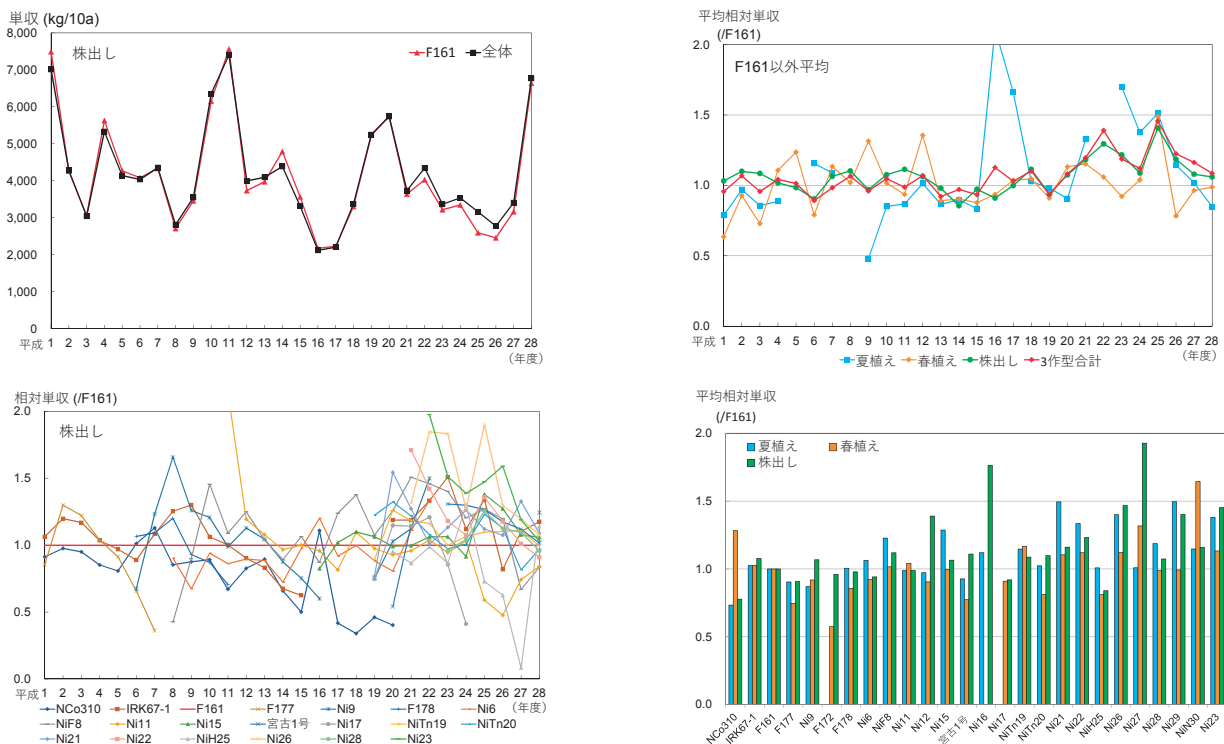 単収 (kg/10a)
8,000
7,000
6,000
5,000
4,000
3,000
2,000
1,000
0
株出し
F161 全体
平成 1 2 3 4 5 6 7 8 9 10 11 12 13 14 15 16 17 18 19 20 21 22 23 24 25 26 27 28
(年度)
平均相対単収
(/F161)
2.0
1.5
1.0
0.5
0.0
F161以外平均
平成 1 2 3 4 5 6 7 8 9 10 11 12 13 14 15 16 17 18 19 20 21 22 23 24 25 26 27 28
(年度)
夏植え 春植え 株出し 3作型合計
相対単収 (/F161)
2.0
1.5
1.0
0.5
0.0
株出し
平成 1 2 3 4 5 6 7 8 9 10 11 12 13 14 15 16 17 18 19 20 21 22 23 24 25 26 27 28
(年度)
NCo310 IRK67-1 F161 F177 Ni9 F178 Ni6
NiF8 Ni11 Ni15 宮古1号 Ni17 NiTn19 NiTn20
Ni21 Ni22 NiH25 Ni26 Ni28 Ni23
平均相対単収
(/F161)
2.0
1.5
1.0
0.5
0.0
夏植え 春植え
株出し
NCo310 IRK67-1 F161 F177 Ni9 F172 F178 Ni6 NiF8 Ni11 Ni12 Ni15 宮古1号 Ni16 Ni17 NiTn19 NiTn20 Ni21 Ni22 NiH25 Ni26 Ni27 Ni28 Ni29 NiN30 Ni23